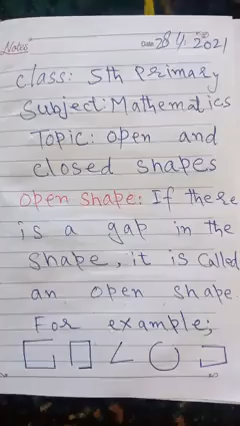 Notes
Date 28 4 2021
Class: 5th Primary
Subject: Mathematics
Topic: open and
closed shapes
open shape: If there
is a gap in the
shape, it is called
an open shape
For example;